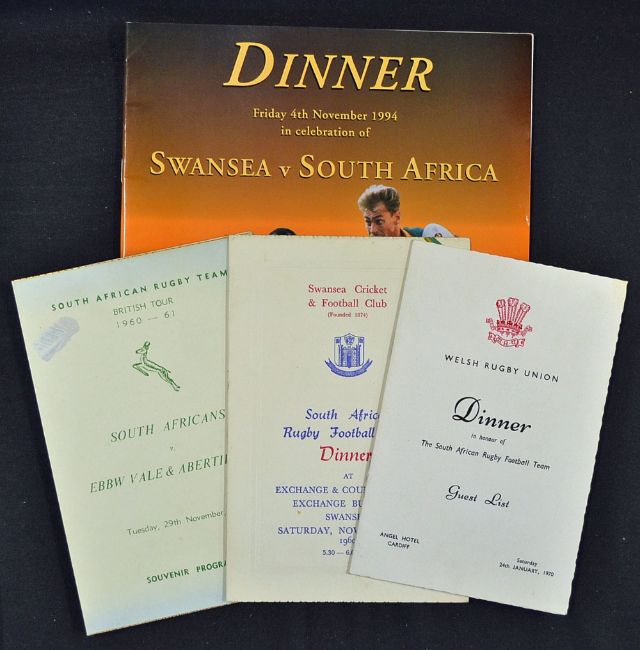 DINNER
Friday 4th November 1994
in celebration of
SWANSEA V SOUTH AFRICA
SOUTH AFRICAN RUGBY TEAM
BRITISH TOUR
1960 — 61
SOUTH AFRICANS
v.
EBBW VALE & ABERTI
Tuesday, 29th November,
SOUVENIR PROGRA
Swansea Cricket
& Football Club
(Founded 1874)
South Afric
Rugby Football
Dinner
AT
EXCHANGE & COU
EXCHANGE BU
SWANSE
SATURDAY, NOV
196
5.30 — 6.
WELSH RUGBY UNION
Dinner
in honour of
The South African Rugby Football Team
Guest List
ANGEL HOTEL
CARDIFF
Saturday
24th JANUARY, 1970